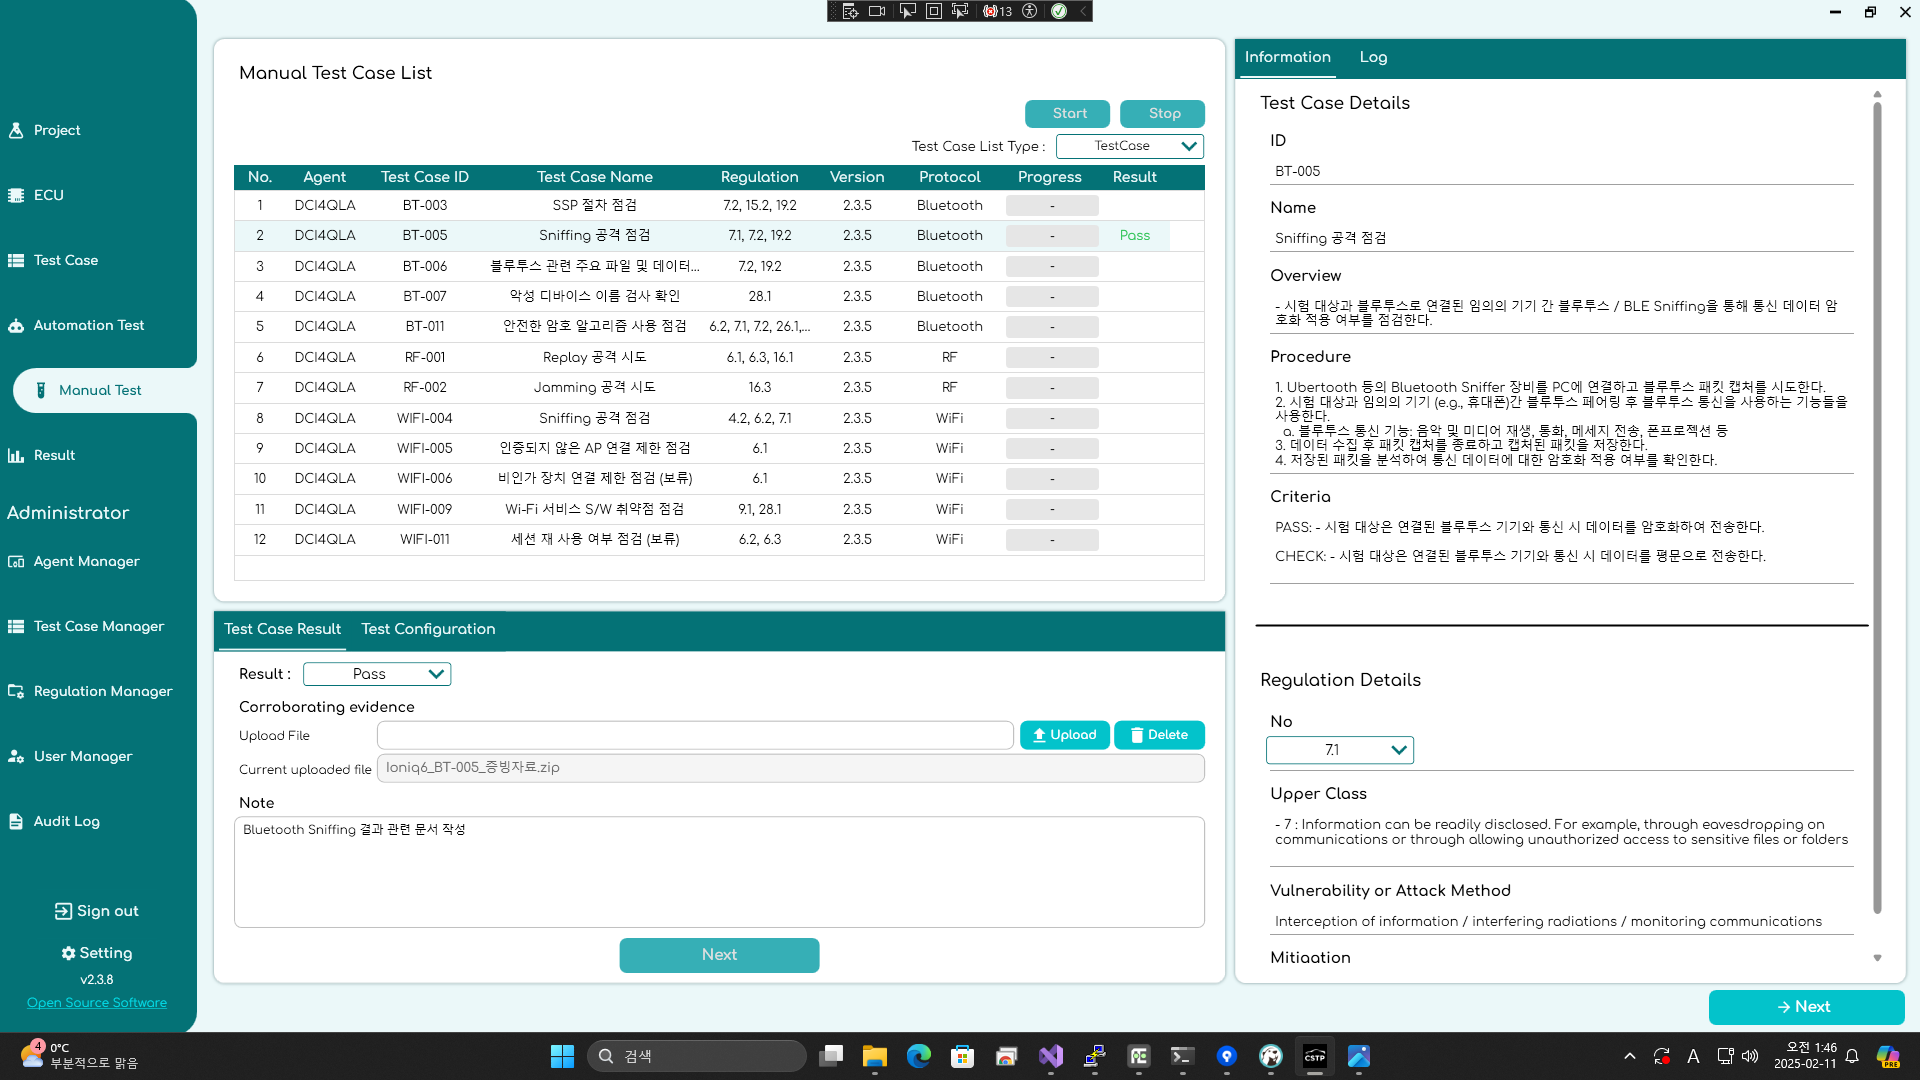 13
Project
ECU
Test Case
Automation Test
Manual Test
Result
Administrator
Agent Manager
Test Case Manager
Regulation Manager
User Manager
Audit Log
Sign out
Setting
v2.3.8
Open Source Software
Manual Test Case List
Start Stop
Test Case List Type : TestCase
No. Agent Test Case ID Test Case Name Regulation Version Protocol Progress Result
1 DCI4QLA BT-003 SSP 절차 점검 7.2, 15.2, 19.2 2.3.5 Bluetooth -
2 DCI4QLA BT-005 Sniffing 공격 점검 7.1, 7.2, 19.2 2.3.5 Bluetooth - Pass
3 DCI4QLA BT-006 블루투스 관련 주요 파일 및 데이터... 7.2, 19.2 2.3.5 Bluetooth -
4 DCI4QLA BT-007 악성 디바이스 이름 검사 확인 28.1 2.3.5 Bluetooth -
5 DCI4QLA BT-011 안전한 암호 알고리즘 사용 점검 6.2, 7.1, 7.2, 26.1,... 2.3.5 Bluetooth -
6 DCI4QLA RF-001 Replay 공격 시도 6.1, 6.3, 16.1 2.3.5 RF -
7 DCI4QLA RF-002 Jamming 공격 시도 16.3 2.3.5 RF -
8 DCI4QLA WIFI-004 Sniffing 공격 점검 4.2, 6.2, 7.1 2.3.5 WiFi -
9 DCI4QLA WIFI-005 인증되지 않은 AP 연결 제한 점검 6.1 2.3.5 WiFi -
10 DCI4QLA WIFI-006 비인가 장치 연결 제한 점검 (보류) 6.1 2.3.5 WiFi -
11 DCI4QLA WIFI-009 Wi-Fi 서비스 S/W 취약점 점검 9.1, 28.1 2.3.5 WiFi -
12 DCI4QLA WIFI-011 세션 재 사용 여부 점검 (보류) 6.2, 6.3 2.3.5 WiFi -
Test Case Result Test Configuration
Result : Pass
Corroborating evidence
Upload File Upload Delete
Current uploaded file Ioniq6_BT-005_증빙자료.zip
Note
Bluetooth Sniffing 결과 관련 문서 작성
Next
Information Log
Test Case Details
ID
BT-005
Name
Sniffing 공격 점검
Overview
- 시험 대상과 블루투스로 연결된 임의의 기기 간 블루투스 / BLE Sniffing을 통해 통신 데이터 암
호화 적용 여부를 점검한다.
Procedure
1. Ubertooth 등의 Bluetooth Sniffer 장비를 PC에 연결하고 블루투스 패킷 캡처를 시도한다.
2. 시험 대상과 임의의 기기 (e.g., 휴대폰)간 블루투스 페어링 후 블루투스 통신을 사용하는 기능들을
사용한다.
a. 블루투스 통신 기능: 음악 및 미디어 재생, 통화, 메세지 전송, 폰프로젝션 등
3. 데이터 수집 후 패킷 캡처를 종료하고 캡처된 패킷을 저장한다.
4. 저장된 패킷을 분석하여 통신 데이터에 대한 암호화 적용 여부를 확인한다.
Criteria
PASS: - 시험 대상은 연결된 블루투스 기기와 통신 시 데이터를 암호화하여 전송한다.
CHECK: - 시험 대상은 연결된 블루투스 기기와 통신 시 데이터를 평문으로 전송한다.
Regulation Details
No
7.1
Upper Class
- 7 : Information can be readily disclosed. For example, through eavesdropping on
communications or through allowing unauthorized access to sensitive files or folders
Vulnerability or Attack Method
Interception of information / interfering radiations / monitoring communications
Mitigation
→ Next
4
0°C
부분적으로 맑음
검색
CSTP
A
오전 1:46
2025-02-11
PRE